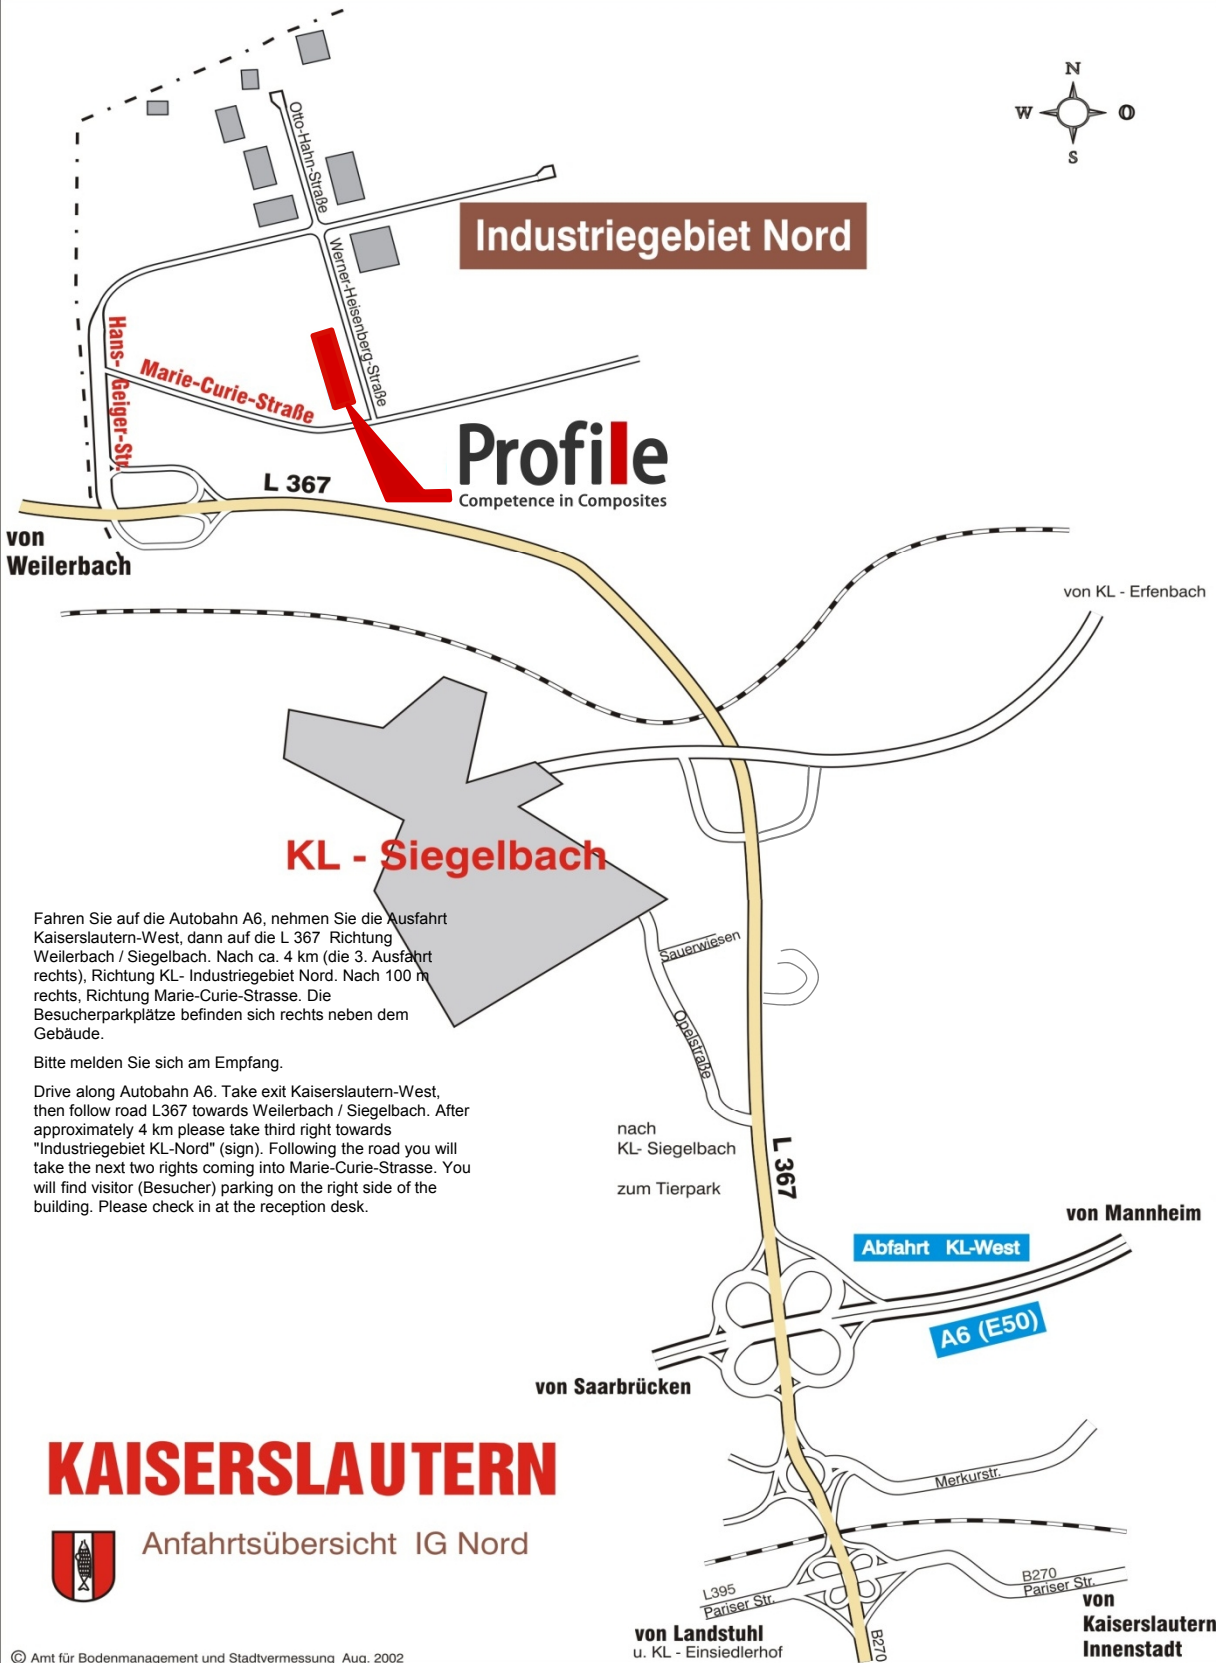 N
W
O
S
Otto-Hahn-Straße
Industriegebiet Nord
Werner-Heisenberg-Straße
Hans- Geiger-Str.
Marie-Curie-Straße
Profile
Competence in Composites
L 367
von
Weilerbach
von KL - Erfenbach
KL - Siegelbach
Fahren Sie auf die Autobahn A6, nehmen Sie die Ausfahrt
Kaiserslautern-West, dann auf die L 367 Richtung
Weilerbach / Siegelbach. Nach ca. 4 km (die 3. Ausfahrt
rechts), Richtung KL- Industriegebiet Nord. Nach 100 m
rechts, Richtung Marie-Curie-Strasse. Die
Besucherparkplätze befinden sich rechts neben dem
Gebäude.
Bitte melden Sie sich am Empfang.
Drive along Autobahn A6. Take exit Kaiserslautern-West,
then follow road L367 towards Weilerbach / Siegelbach. After
approximately 4 km please take third right towards
"Industriegebiet KL-Nord" (sign). Following the road you will
take the next two rights coming into Marie-Curie-Strasse. You
will find visitor (Besucher) parking on the right side of the
building. Please check in at the reception desk.
Sauerwiesen
Opelstraße
nach
KL- Siegelbach
zum Tierpark
L 367
von Mannheim
Abfahrt KL-West
A6 (E50)
von Saarbrücken
KAISERSLAUTERN
Anfahrtsübersicht IG Nord
Merkurstr.
L395
Pariser Str.
B270
Pariser Str.
von
Kaiserslautern
Innenstadt
von Landstuhl
u. KL - Einsiedlerhof
B270
© Amt für Bodenmanagement und Stadtvermessung Aug. 2002